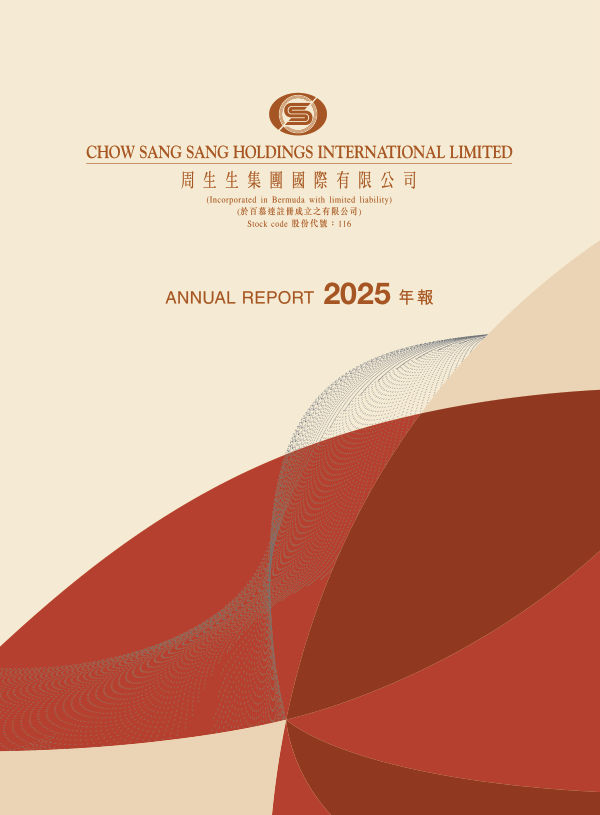 CHOW SANG SANG HOLDINGS INTERNATIONAL LIMITED
周生生集團國際有限公司
(Incorporated in Bermuda with limited liability)
(於百慕達註冊成立之有限公司)
Stock code 股份代號：116
ANNUAL REPORT 2025 年報